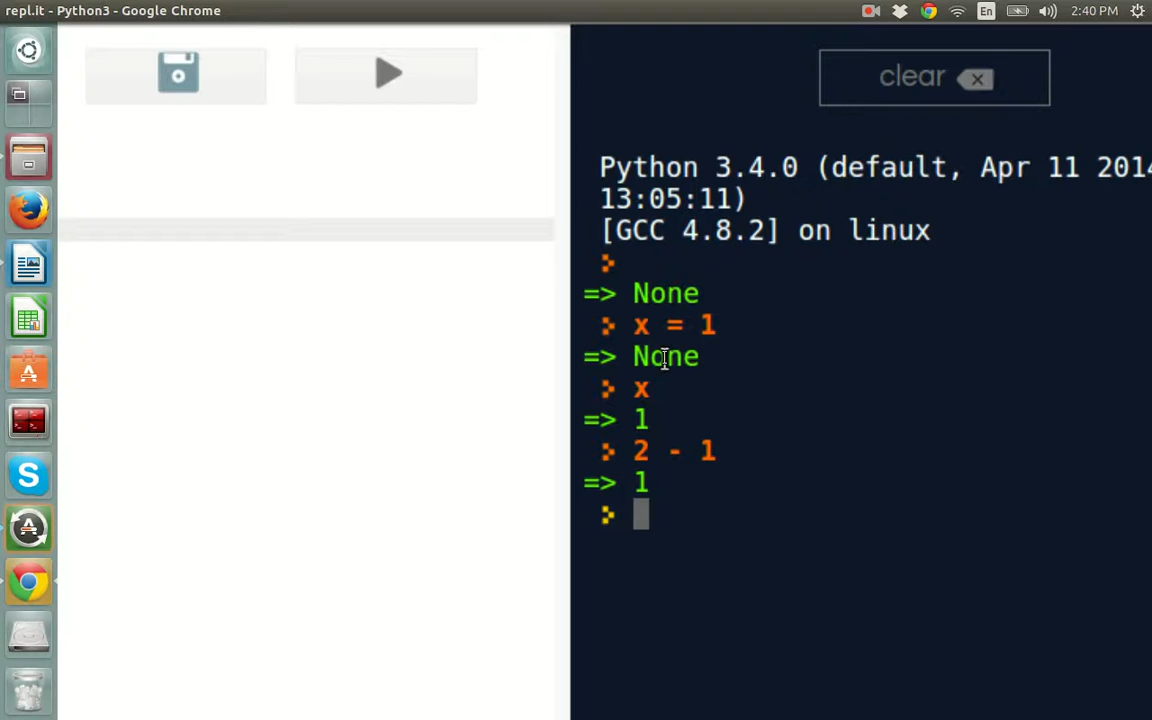 repl.it - Python3 - Google Chrome
En
2:40 PM
clear
Python 3.4.0 (default, Apr 11 2014
13:05:11)
[GCC 4.8.2] on linux
=> None
x = 1
=> None
x
=> 1
2 - 1
=> 1